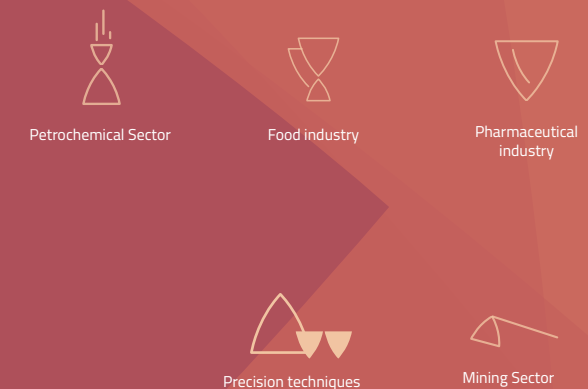 Petrochemical Sector
Food industry
Pharmaceutical
industry
Precision techniques
Mining Sector